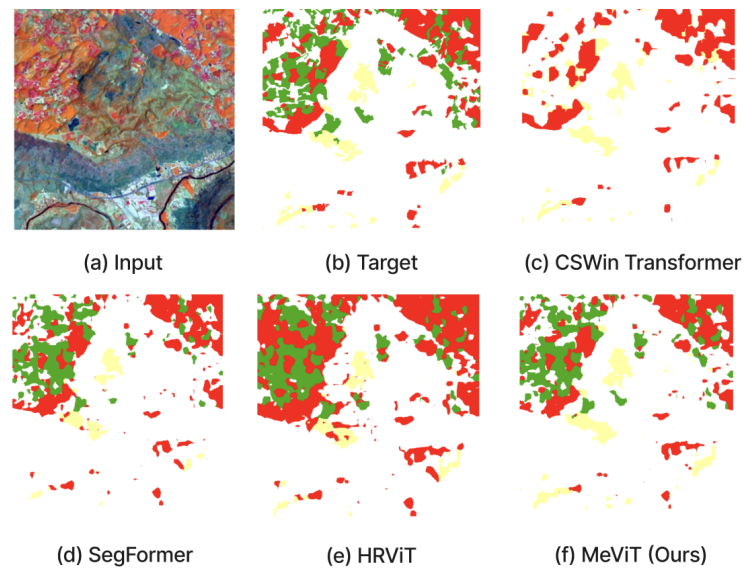 (a) Input
(b) Target
(c) CSWin Transformer
(d) SegFormer
(e) HRViT
(f) MeViT (Ours)